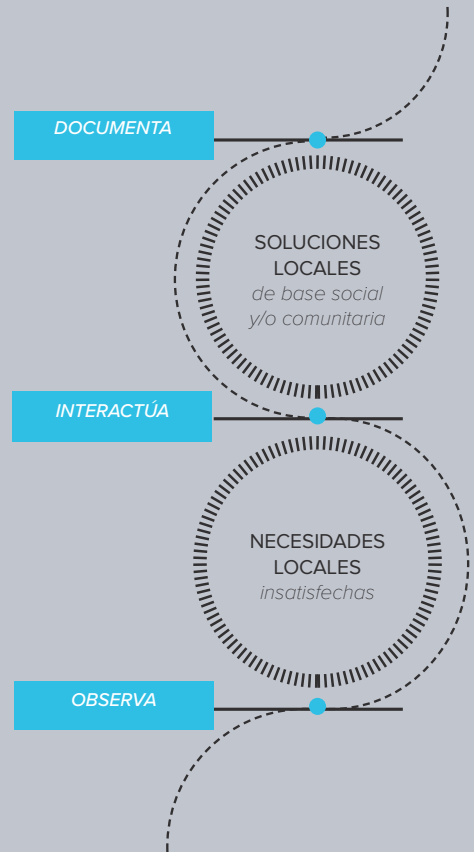 DOCUMENTA
SOLUCIONES
LOCALES
de base social
y/o comunitaria
INTERACTÚA
NECESIDADES
LOCALES
insatisfechas
OBSERVA